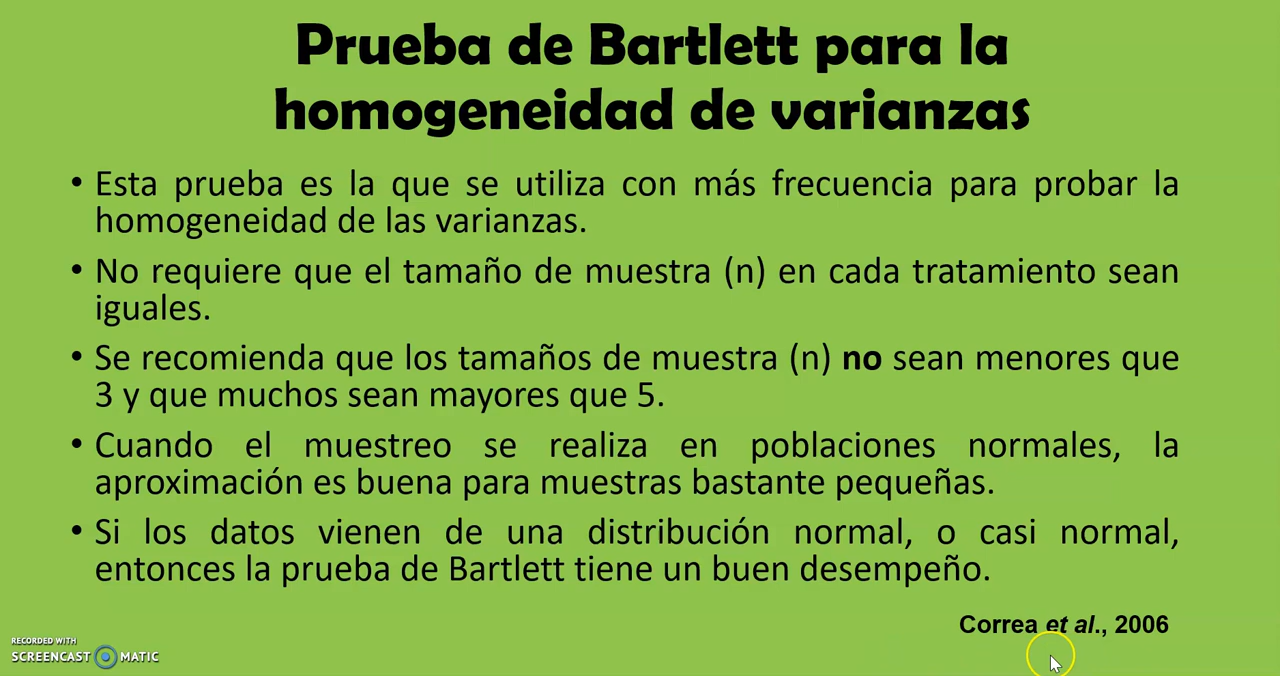 Prueba de Bartlett para la
homogeneidad de varianzas
• Esta prueba es la que se utiliza con más frecuencia para probar la
homogeneidad de las varianzas.
• No requiere que el tamaño de muestra (n) en cada tratamiento sean
iguales.
• Se recomienda que los tamaños de muestra (n) no sean menores que
3 y que muchos sean mayores que 5.
• Cuando el muestreo se realiza en poblaciones normales, la
aproximación es buena para muestras bastante pequeñas.
• Si los datos vienen de una distribución normal, o casi normal,
entonces la prueba de Bartlett tiene un buen desempeño.
Correa et al., 2006
RECORDED WITH
SCREENCAST MATIC